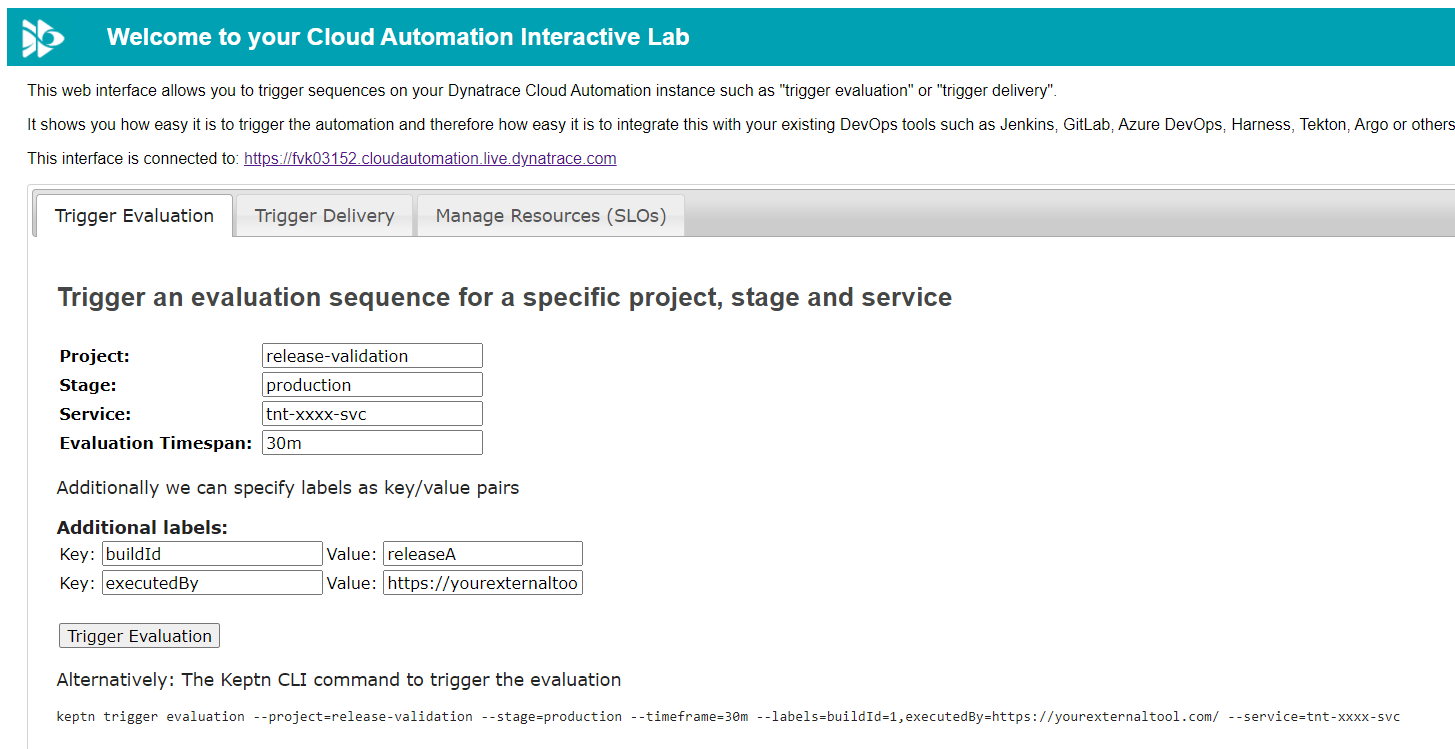 Welcome to your Cloud Automation Interactive Lab
This web interface allows you to trigger sequences on your Dynatrace Cloud Automation instance such as "trigger evaluation" or "trigger delivery".
It shows you how easy it is to trigger the automation and therefore how easy it is to integrate this with your existing DevOps tools such as Jenkins, GitLab, Azure DevOps, Harness, Tekton, Argo or others
This interface is connected to: https://fvk03152.cloudautomation.live.dynatrace.com
Trigger Evaluation Trigger Delivery Manage Resources (SLOs)
Trigger an evaluation sequence for a specific project, stage and service
Project: release-validation
Stage: production
Service: tnt-xxxx-svc
Evaluation Timespan: 30m
Additionally we can specify labels as key/value pairs
Additional labels:
Key: buildId Value: releaseA
Key: executedBy Value: https://yourexternaltoo
Trigger Evaluation
Alternatively: The Keptn CLI command to trigger the evaluation
keptn trigger evaluation --project=release-validation --stage=production --timeframe=30m --labels=buildId=1,executedBy=https://yourexternaltool.com/ --service=tnt-xxxx-svc